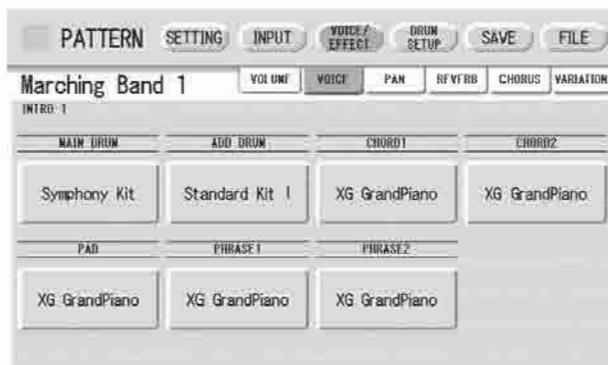 PATTERN SETTING INPUT VOICE/EFFECT DRUM SETUP SAVE FILE
Marching Band 1 VOLUME VOICE PAN REVERB CHORUS VARIATION
INTRO 1
MAIN DRUM ADD DRUM CHORD1 CHORD2
Symphony Kit Standard Kit 1 XG GrandPiano XG GrandPiano
PAD PHRASE1 PHRASE2
XG GrandPiano XG GrandPiano XG GrandPiano